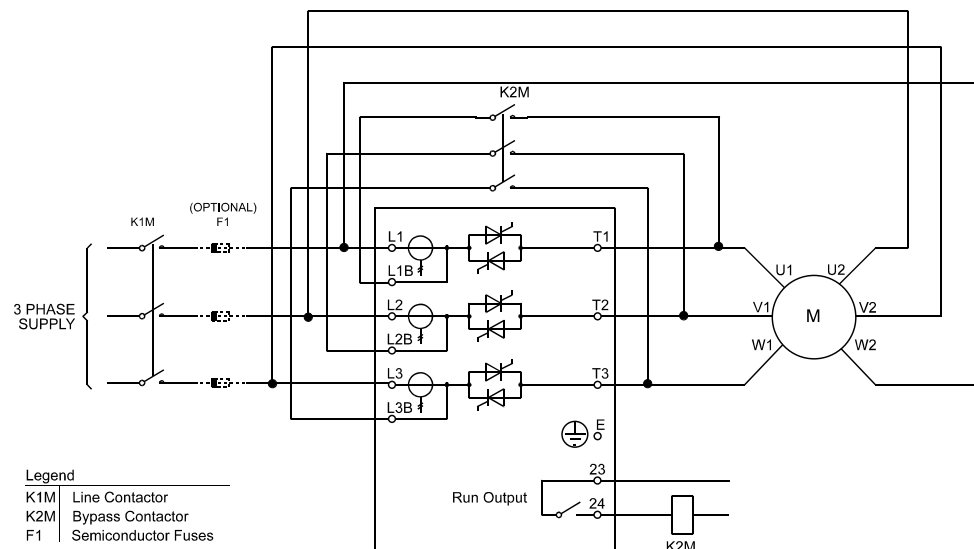 K2M
(OPTIONAL)
K1M
F1
L1
T1
L1B
U1
U2
3 PHASE
SUPPLY
L2
T2
V1
M
V2
L2B
W1
W2
L3
T3
L3B
E
Legend
23
K1M Line Contactor
Run Output
24
K2M Bypass Contactor
F1 Semiconductor Fuses
K2M